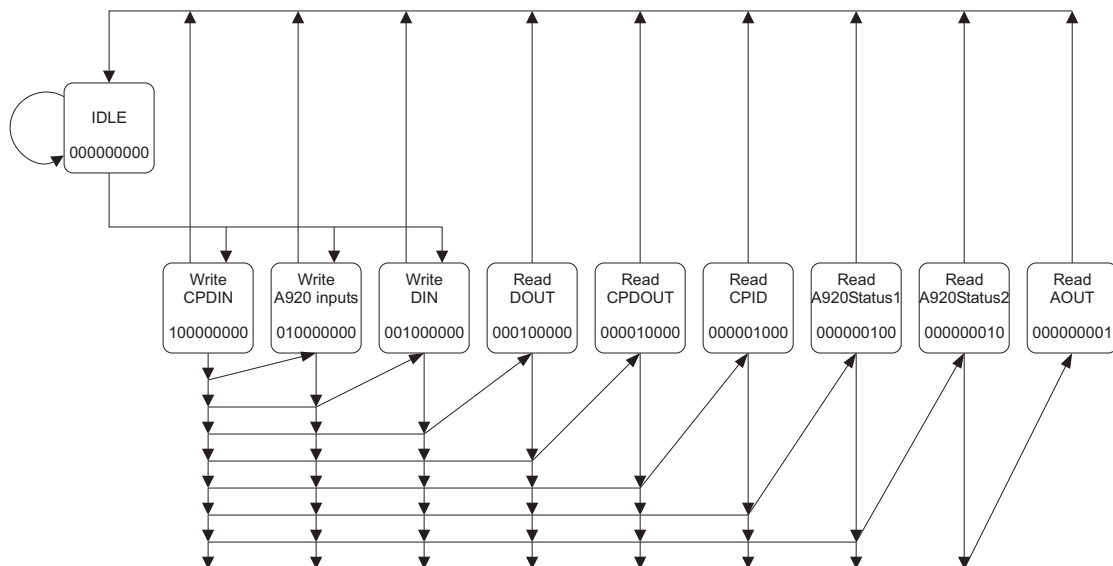 IDLE
000000000
Write
CPDIN
100000000
Write
A920 inputs
010000000
Write
DIN
001000000
Read
DOUT
000100000
Read
CPDOUT
000010000
Read
CPID
000001000
Read
A920Status1
000000100
Read
A920Status2
000000010
Read
AOUT
000000001